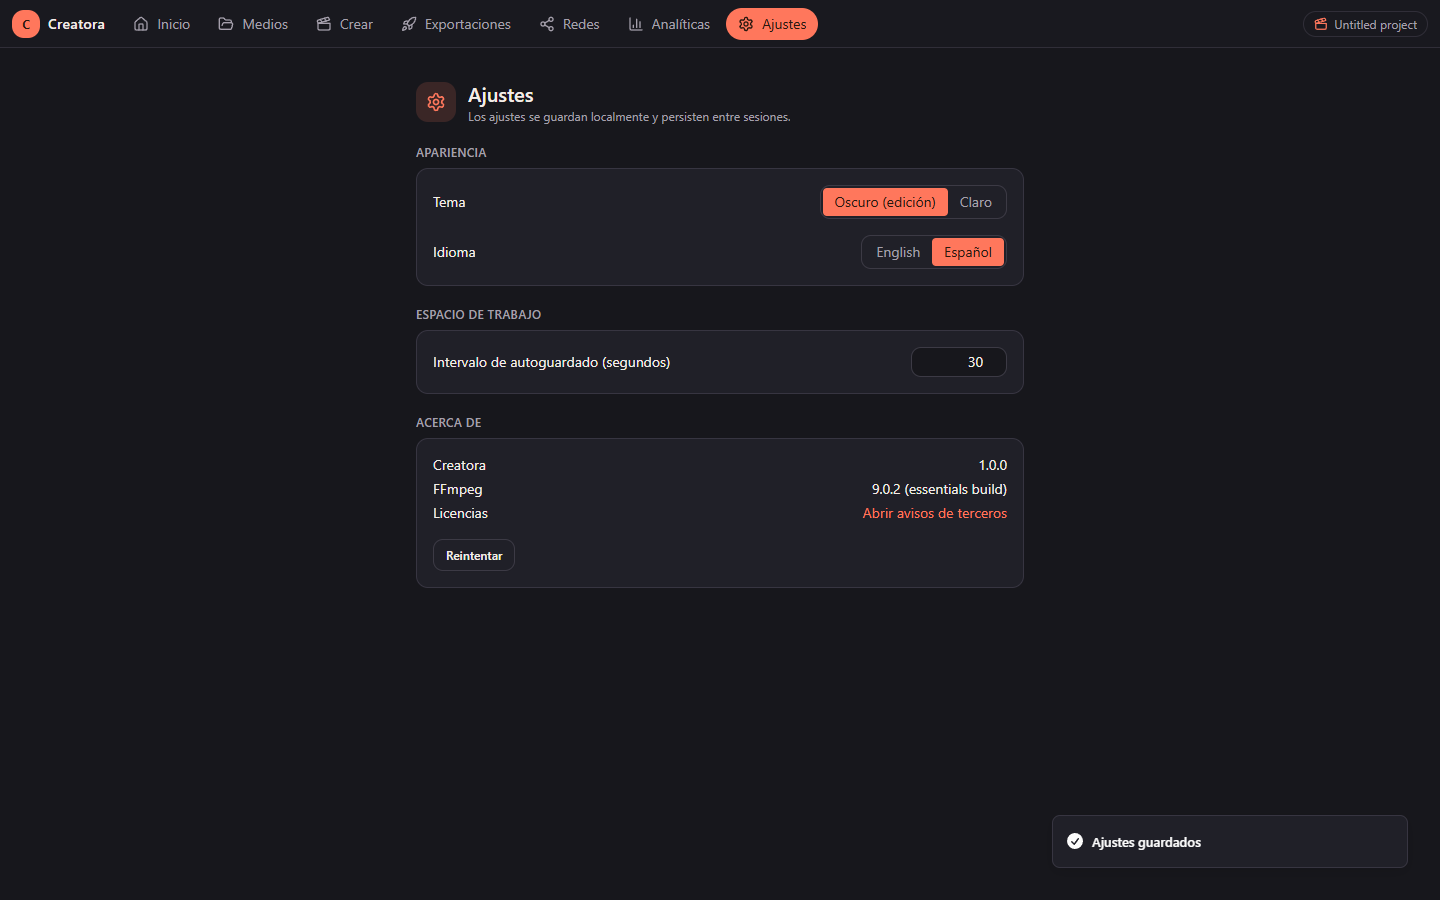 C Creatora Inicio Medios Crear Exportaciones Redes Analíticas Ajustes Untitled project
Ajustes
Los ajustes se guardan localmente y persisten entre sesiones.
APARIENCIA
Tema Oscuro (edición) Claro
Idioma English Español
ESPACIO DE TRABAJO
Intervalo de autoguardado (segundos) 30
ACERCA DE
Creatora 1.0.0
FFmpeg 9.0.2 (essentials build)
Licencias Abrir avisos de terceros
Reintentar
Ajustes guardados